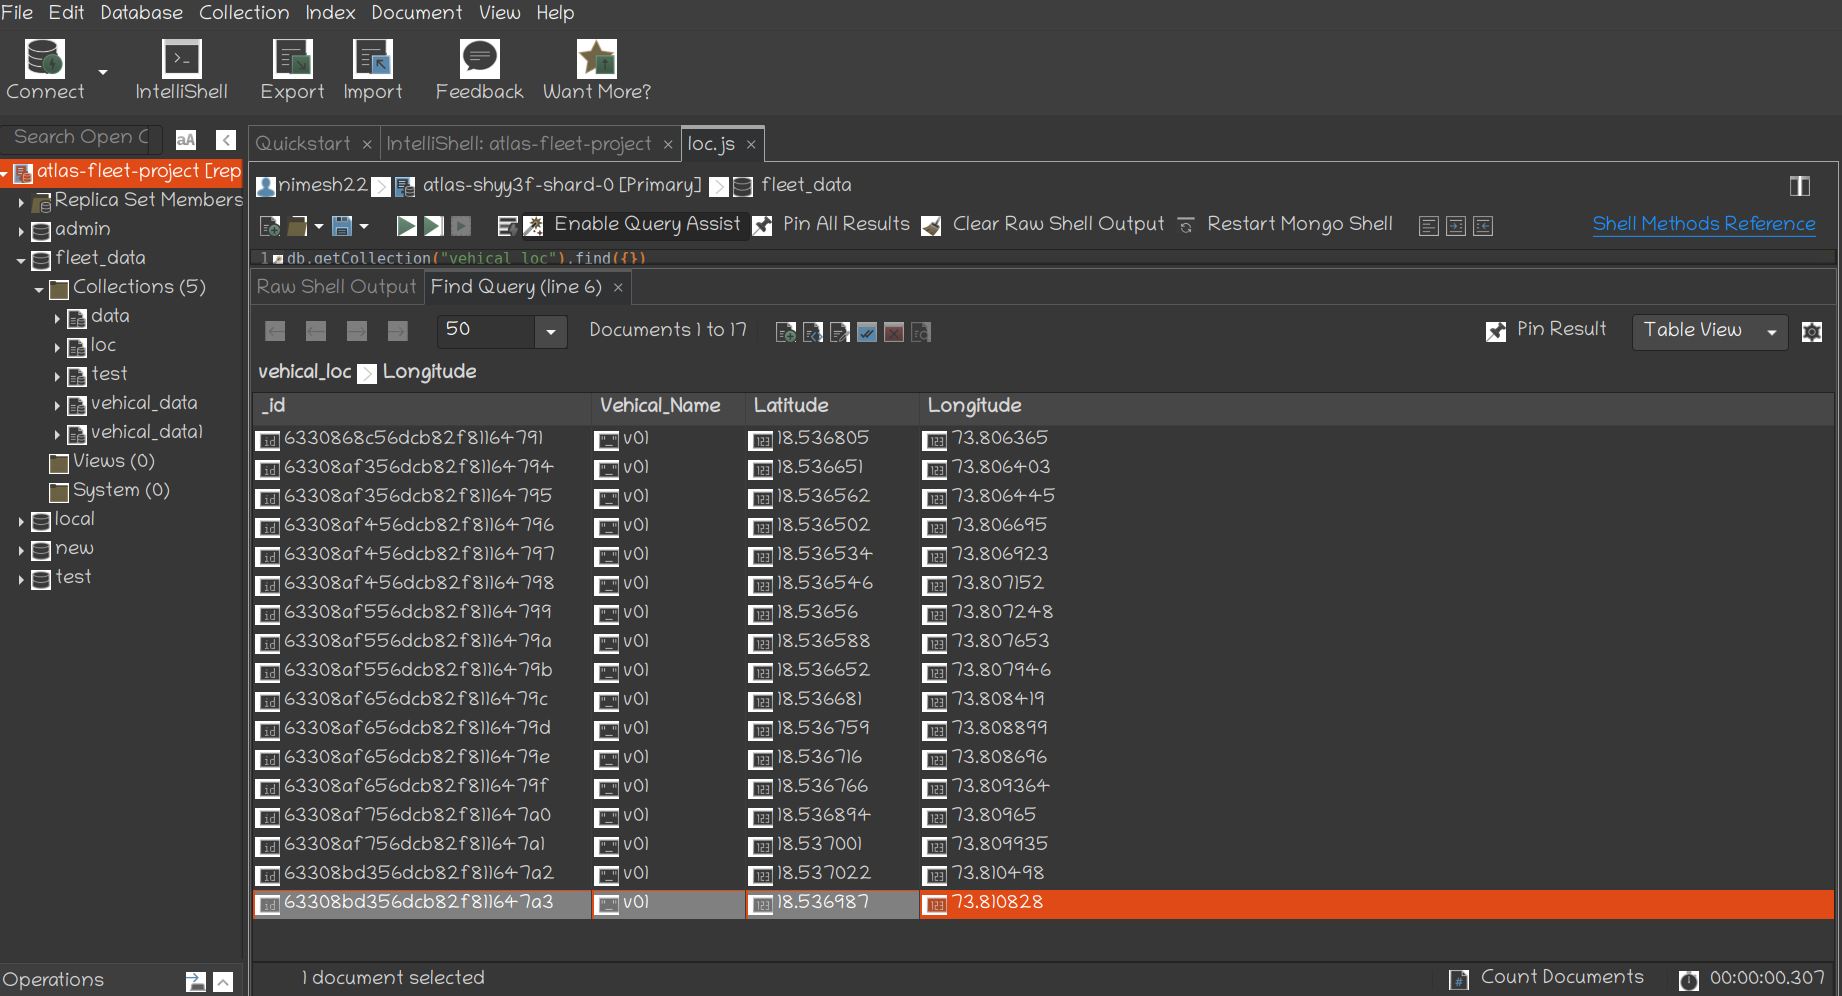 File Edit Database Collection Index Document View Help
Connect IntelliShell Export Import Feedback Want More?
Search Open C aA
Quickstart × IntelliShell: atlas-fleet-project × loc.js ×
atlas-fleet-project [rep
Replica Set Members
admin
fleet_data
Collections (5)
data
loc
test
vehical_data
vehical_data1
Views (0)
System (0)
local
new
test
nimesh22 atlas-shyy3f-shard-0 [Primary] fleet_data
Enable Query Assist Pin All Results Clear Raw Shell Output Restart Mongo Shell Shell Methods Reference
1 db.getCollection("vehical_loc").find({})
Raw Shell Output Find Query (line 6) ×
50 Documents 1 to 17 Pin Result Table View
vehical_loc Longitude
_id Vehical_Name Latitude Longitude
6330868c56dcb82f81164791 v01 18.536805 73.806365
63308af356dcb82f81164794 v01 18.536651 73.806403
63308af356dcb82f81164795 v01 18.536562 73.806445
63308af456dcb82f81164796 v01 18.536502 73.806695
63308af456dcb82f81164797 v01 18.536534 73.806923
63308af456dcb82f81164798 v01 18.536546 73.807152
63308af556dcb82f81164799 v01 18.53656 73.807248
63308af556dcb82f8116479a v01 18.536588 73.807653
63308af556dcb82f8116479b v01 18.536652 73.807946
63308af656dcb82f8116479c v01 18.536681 73.808419
63308af656dcb82f8116479d v01 18.536759 73.808899
63308af656dcb82f8116479e v01 18.536716 73.808696
63308af656dcb82f8116479f v01 18.536766 73.809364
63308af756dcb82f811647a0 v01 18.536894 73.80965
63308af756dcb82f811647a1 v01 18.537001 73.809935
63308bd356dcb82f811647a2 v01 18.537022 73.810498
63308bd356dcb82f811647a3 v01 18.536987 73.810828
Operations 1 document selected Count Documents 00:00:00.307